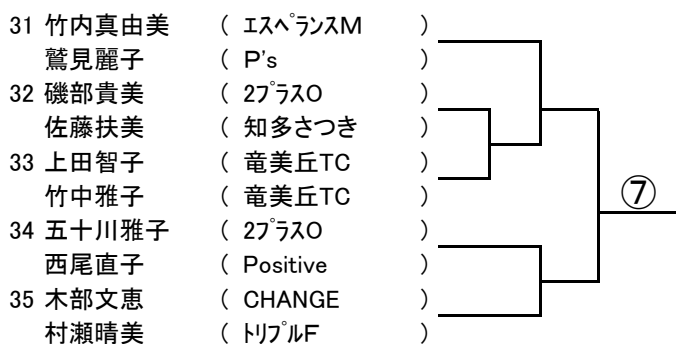 31 竹内真由美 ( ｴｽﾍﾟﾗﾝｽM )
鷲見麗子 ( P's )
32 磯部貴美 ( 2ﾌﾟﾗｽO )
佐藤扶美 ( 知多さつき )
33 上田智子 ( 竜美丘TC )
竹中雅子 ( 竜美丘TC )
⑦
34 五十川雅子 ( 2ﾌﾟﾗｽO )
西尾直子 ( Positive )
35 木部文恵 ( CHANGE )
村瀬晴美 ( ﾄﾘﾌﾟﾙF )